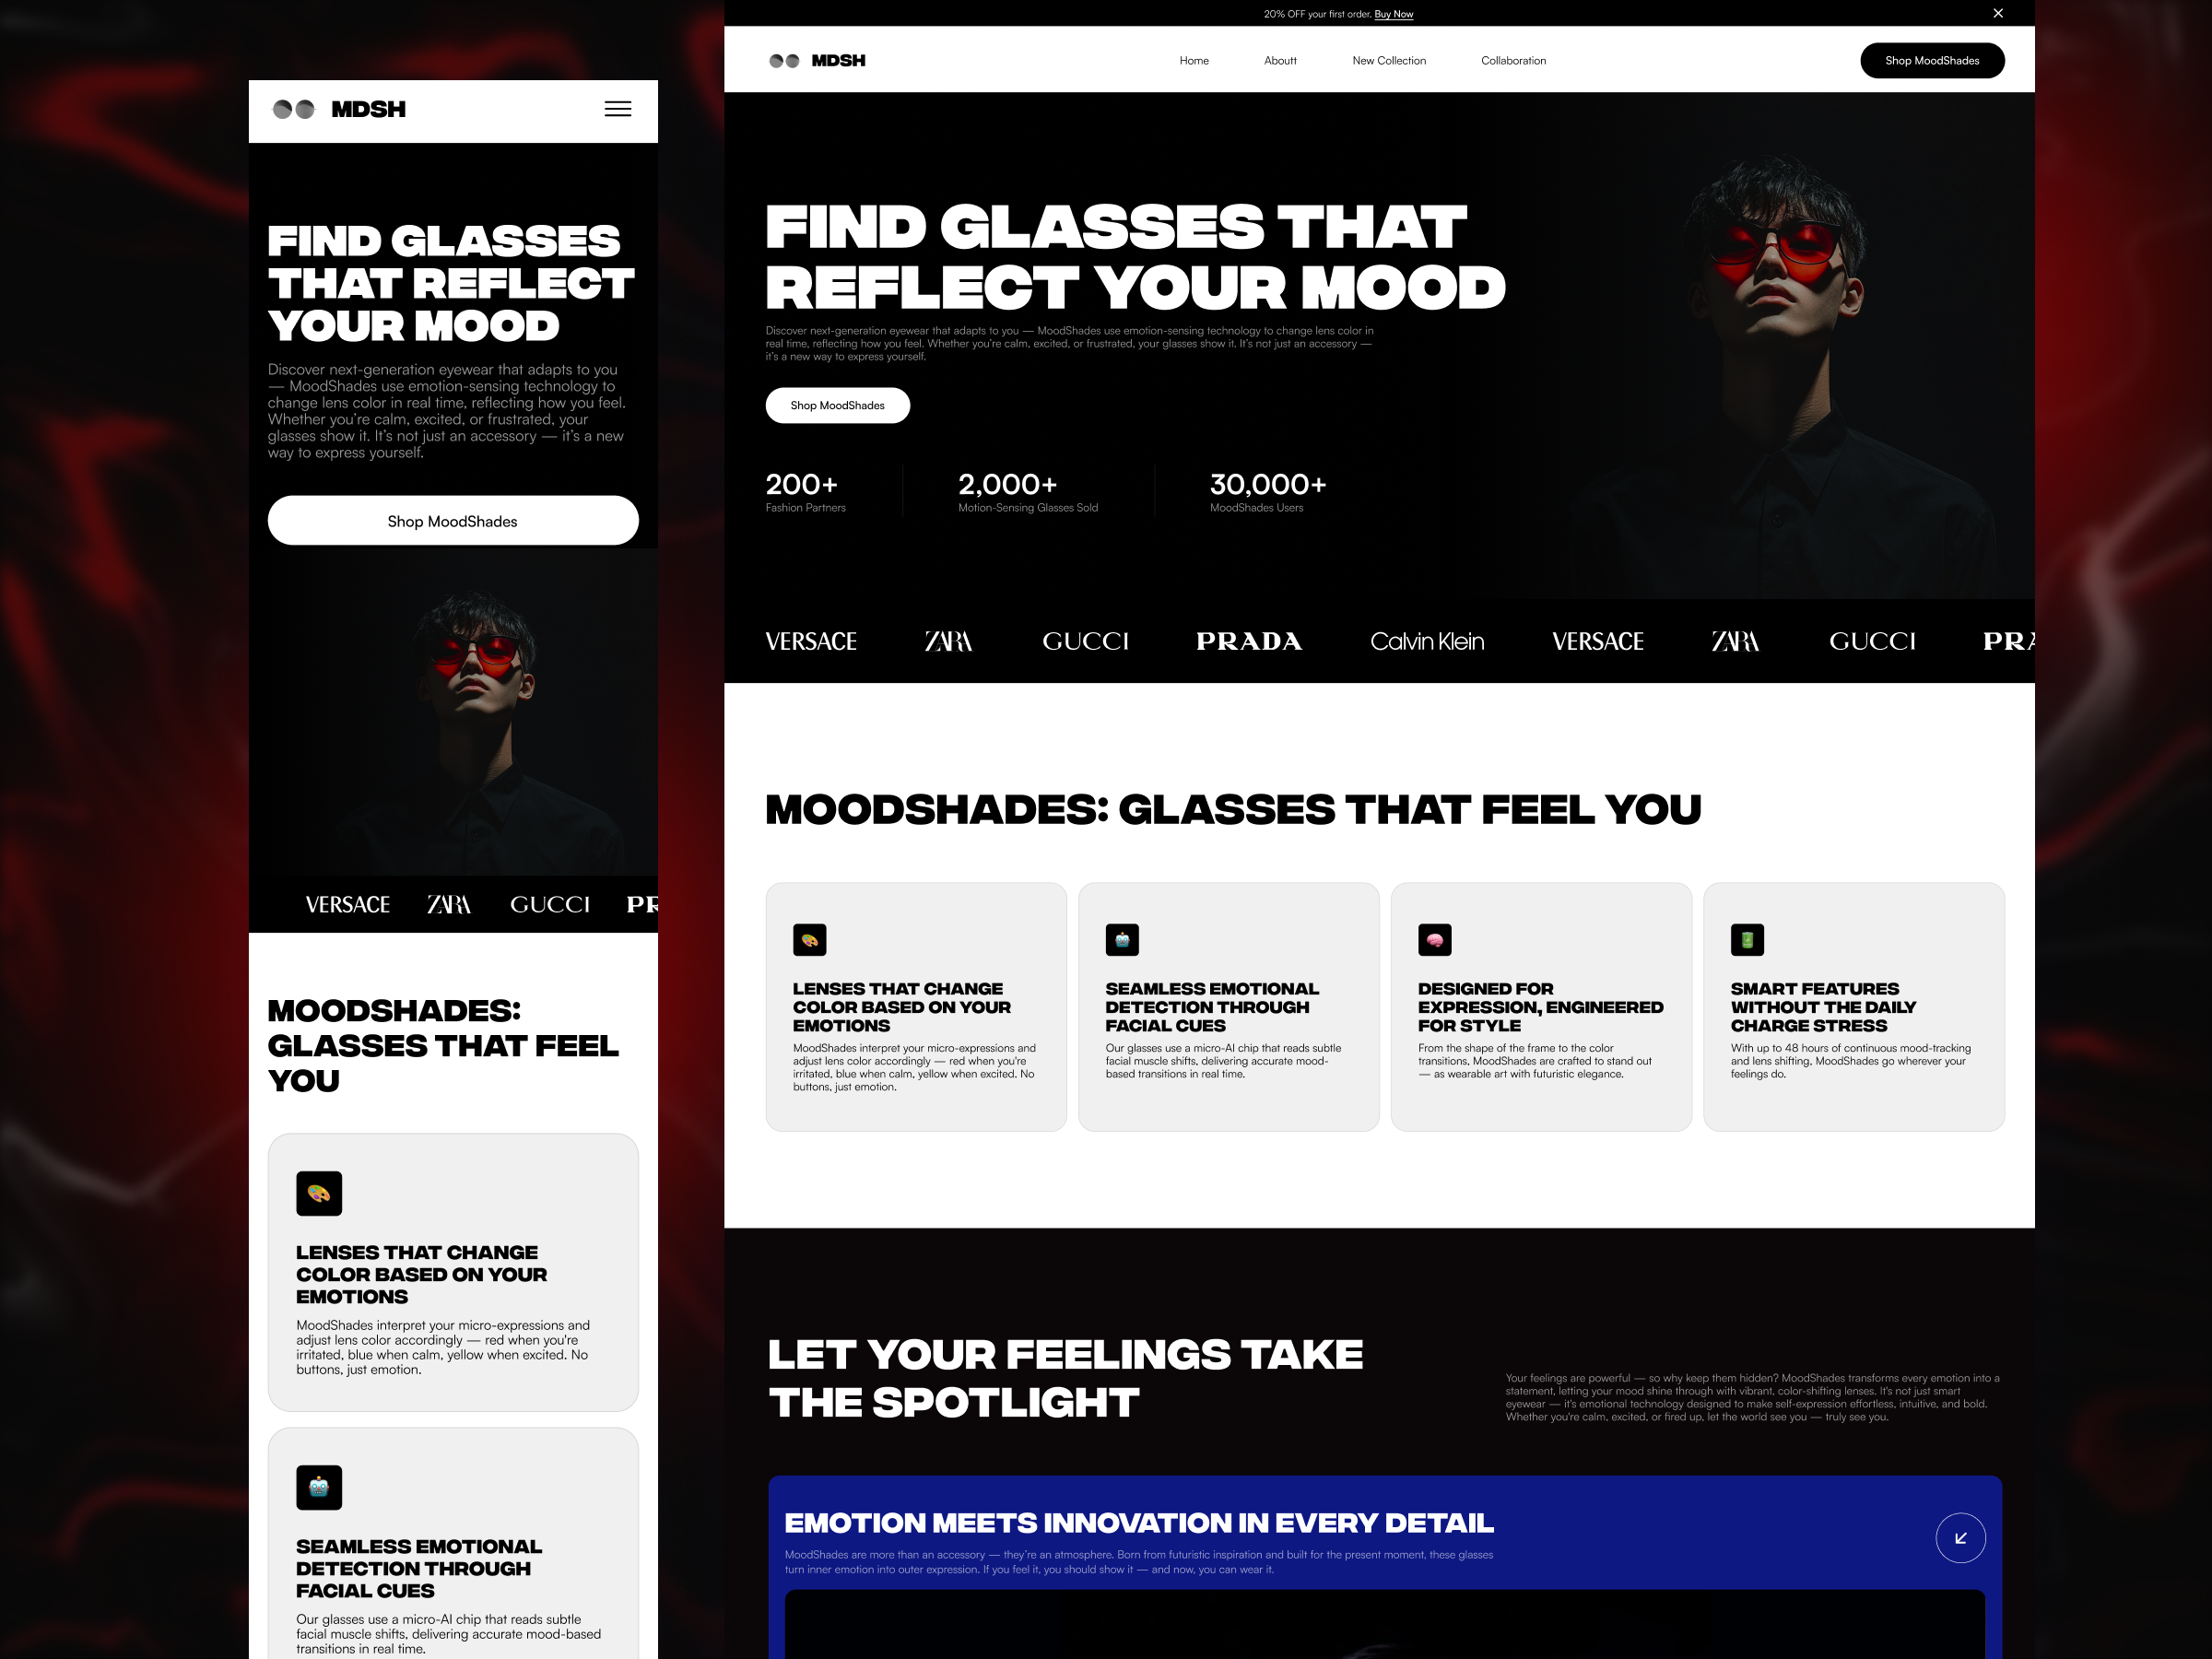 MDSH
FIND GLASSES
THAT REFLECT
YOUR MOOD
Discover next-generation eyewear that adapts to you
— MoodShades use emotion-sensing technology to
change lens color in real time, reflecting how you feel.
Whether you're calm, excited, or frustrated, your
glasses show it. It's not just an accessory — it's a new
way to express yourself.
Shop MoodShades
VERSACE ZARA GUCCI PR
MOODSHADES:
GLASSES THAT FEEL
YOU
LENSES THAT CHANGE
COLOR BASED ON YOUR
EMOTIONS
MoodShades interpret your micro-expressions and
adjust lens color accordingly — red when you're
irritated, blue when calm, yellow when excited. No
buttons, just emotion.
SEAMLESS EMOTIONAL
DETECTION THROUGH
FACIAL CUES
Our glasses use a micro-AI chip that reads subtle
facial muscle shifts, delivering accurate mood-based
transitions in real time.
20% OFF your first order. Buy Now
MDSH
Home Aboutt New Collection Collaboration
Shop MoodShades
FIND GLASSES THAT
REFLECT YOUR MOOD
Discover next-generation eyewear that adapts to you — MoodShades use emotion-sensing technology to change lens color in
real time, reflecting how you feel. Whether you're calm, excited, or frustrated, your glasses show it. It's not just an accessory —
it's a new way to express yourself.
Shop MoodShades
200+ 2,000+ 30,000+
Fashion Partners Motion-Sensing Glasses Sold MoodShades Users
VERSACE ZARA GUCCI PRADA Calvin Klein VERSACE ZARA GUCCI PRA
MOODSHADES: GLASSES THAT FEEL YOU
LENSES THAT CHANGE
COLOR BASED ON YOUR
EMOTIONS
MoodShades interpret your micro-expressions and
adjust lens color accordingly — red when you're
irritated, blue when calm, yellow when excited. No
buttons, just emotion.
SEAMLESS EMOTIONAL
DETECTION THROUGH
FACIAL CUES
Our glasses use a micro-AI chip that reads subtle
facial muscle shifts, delivering accurate mood-
based transitions in real time.
DESIGNED FOR
EXPRESSION, ENGINEERED
FOR STYLE
From the shape of the frame to the color
transitions, MoodShades are crafted to stand out
— as wearable art with futuristic elegance.
SMART FEATURES
WITHOUT THE DAILY
CHARGE STRESS
With up to 48 hours of continuous mood-tracking
and lens shifting, MoodShades go wherever your
feelings do.
LET YOUR FEELINGS TAKE
THE SPOTLIGHT
Your feelings are powerful — so why keep them hidden? MoodShades transforms every emotion into a
statement, letting your mood shine through with vibrant, color-shifting lenses. It's not just smart
eyewear — it's emotional technology designed to make self-expression effortless, intuitive, and bold.
Whether you're calm, excited, or fired up, let the world see you — truly see you.
EMOTION MEETS INNOVATION IN EVERY DETAIL
MoodShades are more than an accessory — they're an atmosphere. Born from futuristic inspiration and built for the present moment, these glasses
turn inner emotion into outer expression. If you feel it, you should show it — and now, you can wear it.